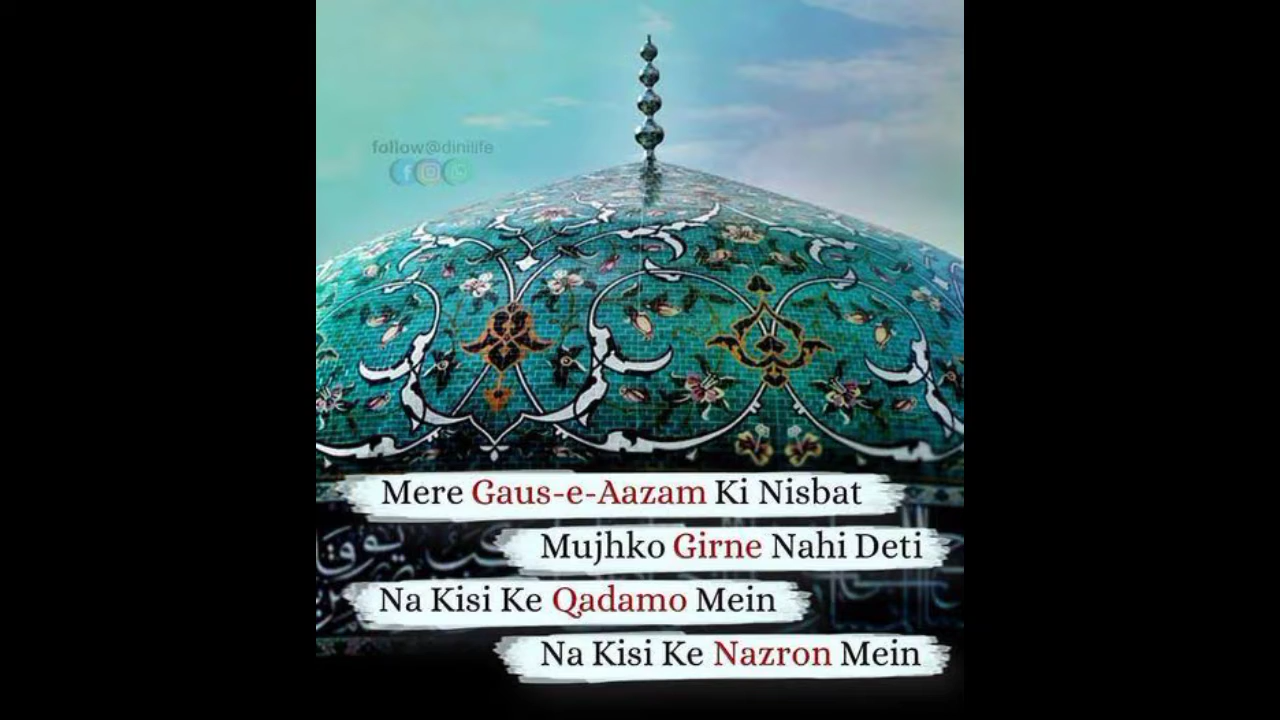 follow@dinilife
Mere Gaus-e-Aazam Ki Nisbat
Mujhko Girne Nahi Deti
Na Kisi Ke Qadamo Mein
Na Kisi Ke Nazron Mein